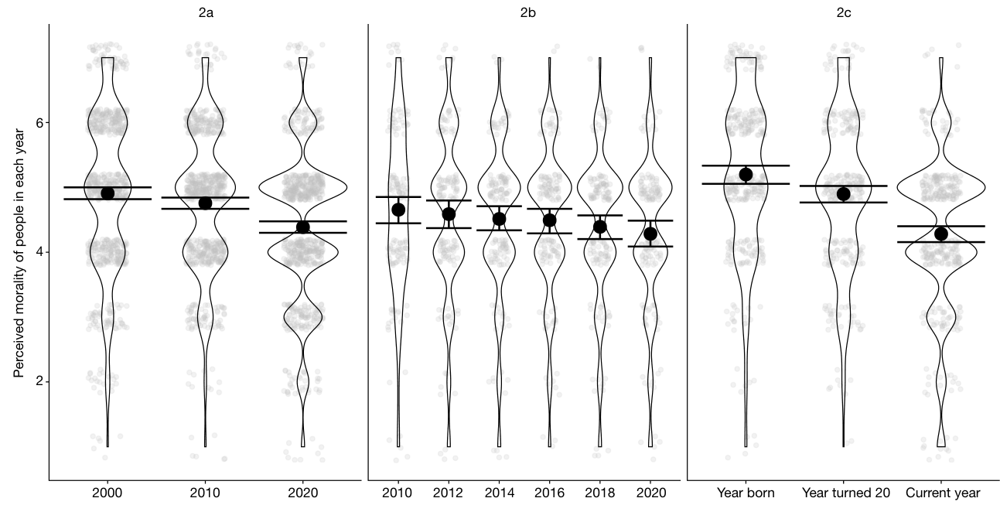 2a
2b
2c
Perceived morality of people in each year
6
4
2
2000
2010
2020
2010
2012
2014
2016
2018
2020
Year born
Year turned 20
Current year